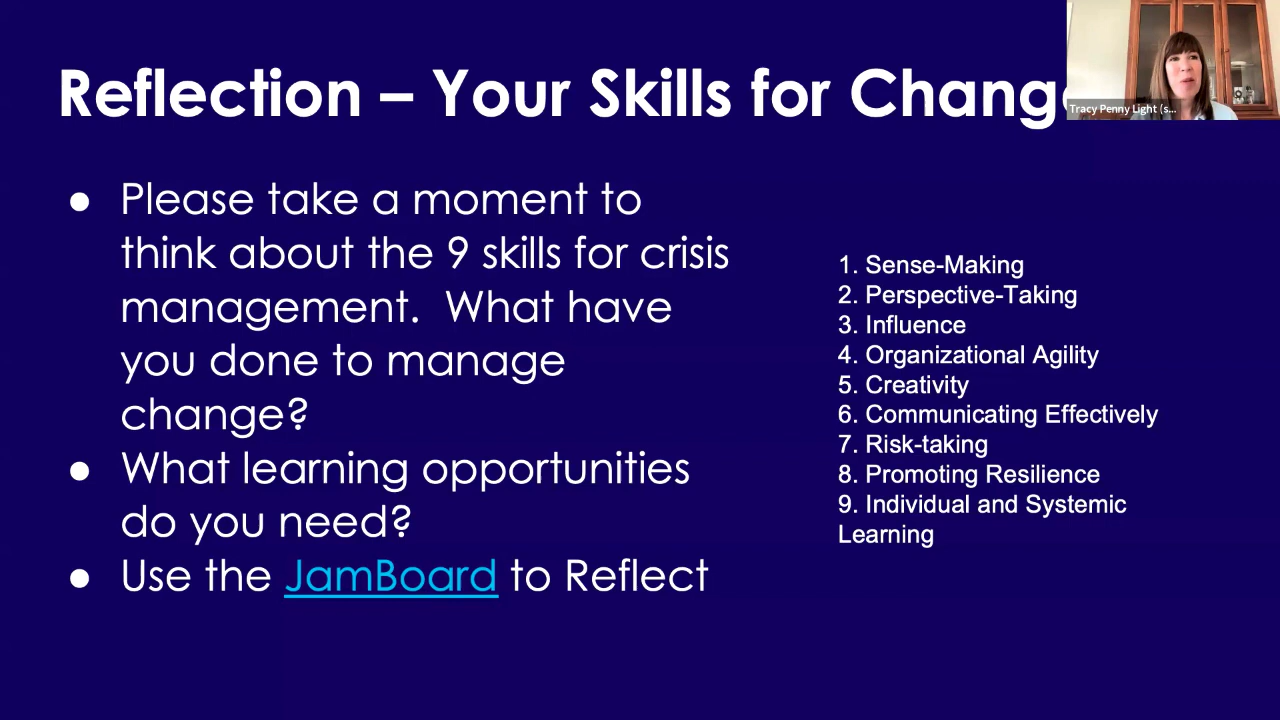 Reflection – Your Skills for Chang
Tracy Penny Light (s...
● Please take a moment to
think about the 9 skills for crisis
management.  What have
you done to manage
change?
● What learning opportunities
do you need?
● Use the JamBoard to Reflect
1. Sense-Making
2. Perspective-Taking
3. Influence
4. Organizational Agility
5. Creativity
6. Communicating Effectively
7. Risk-taking
8. Promoting Resilience
9. Individual and Systemic
Learning